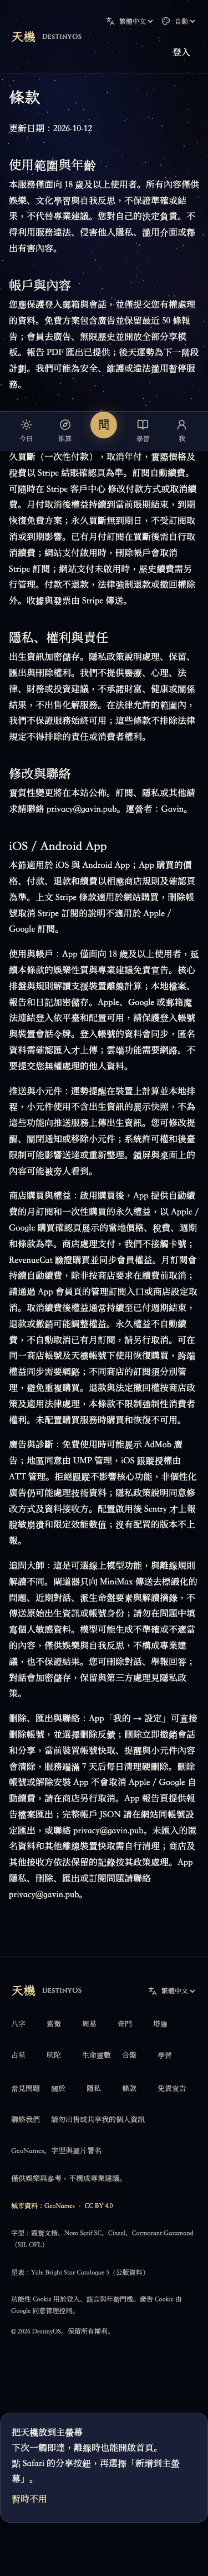 繁體中文
自動
天機 DESTINYOS
登入
條款
更新日期：2026-10-12
使用範圍與年齡
本服務僅面向 18 歲及以上使用者。所有內容僅供
娛樂、文化學習與自我反思，不保證準確或有結
果，不代替專業建議。您對自己的決定負責。不得
利用服務違法、侵害他人隱私、濫用介面或釋
出有害內容。
帳戶與內容
您應保護登入郵箱與會話，並僅提交您有權處理
的資料。免費方案包含廣告並保留最近 50 條報
告；會員去廣告、無限歷史並開放全部分享模
板。報告 PDF 匯出已提供；後天運勢為下一階段
計劃。我們可能為安全、維護或違法濫用暫停服
務。
今日
推算
問
學習
我
久買斷（一次性付款），取消年付，實際價格及
稅費以 Stripe 結賬確認頁為準。訂閱自動續費。
可隨時在 Stripe 客戶中心 修改付款方式或取消續
費。月付取消後權益持續到當前賬期結束，到期
恢復免費方案；永久買斷無到期日，不受訂閱取
消或到期影響。已有月付訂閱在買斷後需自行取
消續費；網站支付啟用時，刪除帳戶會取消
Stripe 訂閱；網站支付未啟用時，歷史續費需另
行管理。付款不退款，法律強制退款或撤回權除
外。收據與發票由 Stripe 傳送。
隱私、權利與責任
出生資訊加密儲存。隱私政策說明處理、保留、
匯出與刪除權利。我們不提供醫療、心理、法
律、財務或投資建議，不承諾財富、健康或關係
結果，不出售化解服務。在法律允許的範圍內，
我們不保證服務始終可用；這些條款不排除法律
規定不得排除的責任或消費者權利。
修改與聯絡
實質性變更將在本站公佈。訂閱、隱私或其他請
求請聯絡 privacy@gavin.pub。運營者：Gavin。
iOS / Android App
本節適用於 iOS 與 Android App；App 購買的價
格、付款、退款和續費以相應商店規則及確認頁
為準。上文 Stripe 條款適用於網站購買，刪除帳
號取消 Stripe 訂閱的說明不適用於 Apple /
Google 訂閱。
使用與帳戶：App 僅面向 18 歲及以上使用者，延
續本條款的娛樂性質與專業建議免責宣告。核心
排盤與規則解讀支援裝置離線計算；本地檔案、
報告和日記加密儲存。Apple、Google 或郵箱魔
法連結登入依平臺和配置可用，請保護登入帳號
與裝置會話令牌。登入帳號的資料會同步，匿名
資料需確認匯入才上傳；雲端功能需要網路。不
要提交您無權處理的他人資料。
推送與小元件：運勢提醒在裝置上計算並本地排
程，小元件使用不含出生資訊的展示快照，不為
這些功能向推送服務上傳出生資訊。您可修改提
醒、關閉通知或移除小元件；系統許可權和後臺
限制可能影響送達或重新整理。鎖屏與桌面上的
內容可能被旁人看到。
商店購買與權益：啟用購買後，App 提供自動續
費的月訂閱和一次性購買的永久權益，以 Apple /
Google 購買確認頁展示的當地價格、稅費、週期
和條款為準。商店處理支付，我們不接觸卡號；
RevenueCat 驗證購買並同步會員權益。月訂閱會
持續自動續費，除非按商店要求在續費前取消；
請通過 App 會員頁的管理訂閱入口或商店設定取
消。取消續費後權益通常持續至已付週期結束，
退款或撤銷可能調整權益。永久權益不自動續
費，不自動取消已有月訂閱，請另行取消。可在
同一商店帳號及天機帳號下使用恢復購買，跨端
權益同步需要網路；不同商店的訂閱須分別管
理，避免重複購買。退款與法定撤回權按商店政
策及適用法律處理，本條款不限制強制性消費者
權利。未配置購買服務時購買和恢復不可用。
廣告與診斷：免費使用時可能展示 AdMob 廣
告；地區同意由 UMP 管理，iOS 跟蹤授權由
ATT 管理。拒絕跟蹤不影響核心功能，非個性化
廣告仍可能處理技術資料；隱私政策說明同意修
改方式及資料接收方。配置啟用後 Sentry 才上報
脫敏崩潰和限定效能數值；沒有配置的版本不上
報。
追問大師：這是可選線上模型功能，與離線規則
解讀不同。閘道器只向 MiniMax 傳送去標識化的
問題、近期對話、派生命盤要素與解讀摘錄，不
傳送原始出生資訊或帳號身份；請勿在問題中填
寫個人敏感資料。模型可能生成不準確或不適當
的內容，僅供娛樂與自我反思，不構成專業建
議，也不保證結果。您可刪除對話、舉報回答；
對話會加密儲存，保留與第三方處理見隱私政
策。
刪除、匯出與聯絡：App「我的 → 設定」可直接
刪除帳號，並選擇刪除反饋；刪除立即撤銷會話
和分享，當前裝置帳號快取、提醒與小元件內容
會清除，服務端滿 7 天后每日清理硬刪除。刪除
帳號或解除安裝 App 不會取消 Apple / Google 自
動續費，請在商店另行取消。App 報告頁提供報
告檔案匯出；完整帳戶 JSON 請在網站同帳號設
定匯出，或聯絡 privacy@gavin.pub。未匯入的匿
名資料和其他離線裝置快取需自行清理；商店及
其他接收方依法保留的記錄按其政策處理。App
隱私、刪除、匯出或訂閱問題請聯絡
privacy@gavin.pub。
天機 DESTINYOS
繁體中文
八字 紫微 周易 奇門 塔羅
占星 吠陀 生命靈數 合盤 學習
常見問題 關於 隱私 條款 免責宣告
聯絡我們 請勿出售或共享我的個人資訊
GeoNames、字型與圖片署名
僅供娛樂與參考，不構成專業建議。
城市資料：GeoNames · CC BY 4.0
字型：霞鶩文楷、Noto Serif SC、Cinzel、Cormorant Garamond
（SIL OFL）
星表：Yale Bright Star Catalogue 5（公版資料）
功能性 Cookie 用於登入、語言與年齡門檻。廣告 Cookie 由
Google 同意管理控制。
© 2026 DestinyOS。保留所有權利。
把天機放到主螢幕
下次一觸即達，離線時也能開啟首頁。
點 Safari 的分享按鈕，再選擇「新增到主螢
幕」。
暫時不用